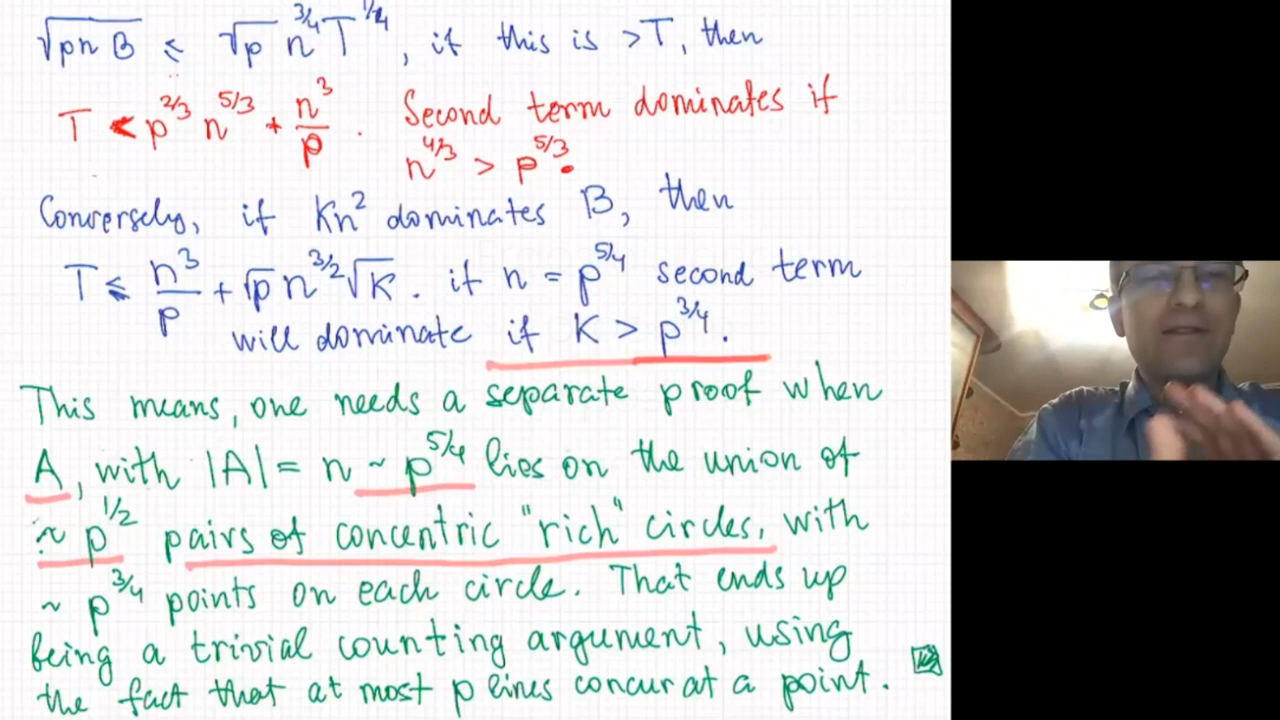 √pn B ≤ √p n^3/4 T^1/4, if this is > T, then
T < p^2/3 n^5/3 + n^3/p. Second term dominates if
n^4/3 > p^5/3.
Conversely, if Kn^2 dominates B, then
T ≤ n^3/p + √p n^3/2 √K. if n = p^5/4 second term
will dominate if K > p^3/4.
This means, one needs a separate proof when
A, with |A| = n ~ p^5/4 lies on the union of
~ p^1/2 pairs of concentric "rich" circles, with
~ p^3/4 points on each circle. That ends up
being a trivial counting argument, using
the fact that at most p lines concur at a point.